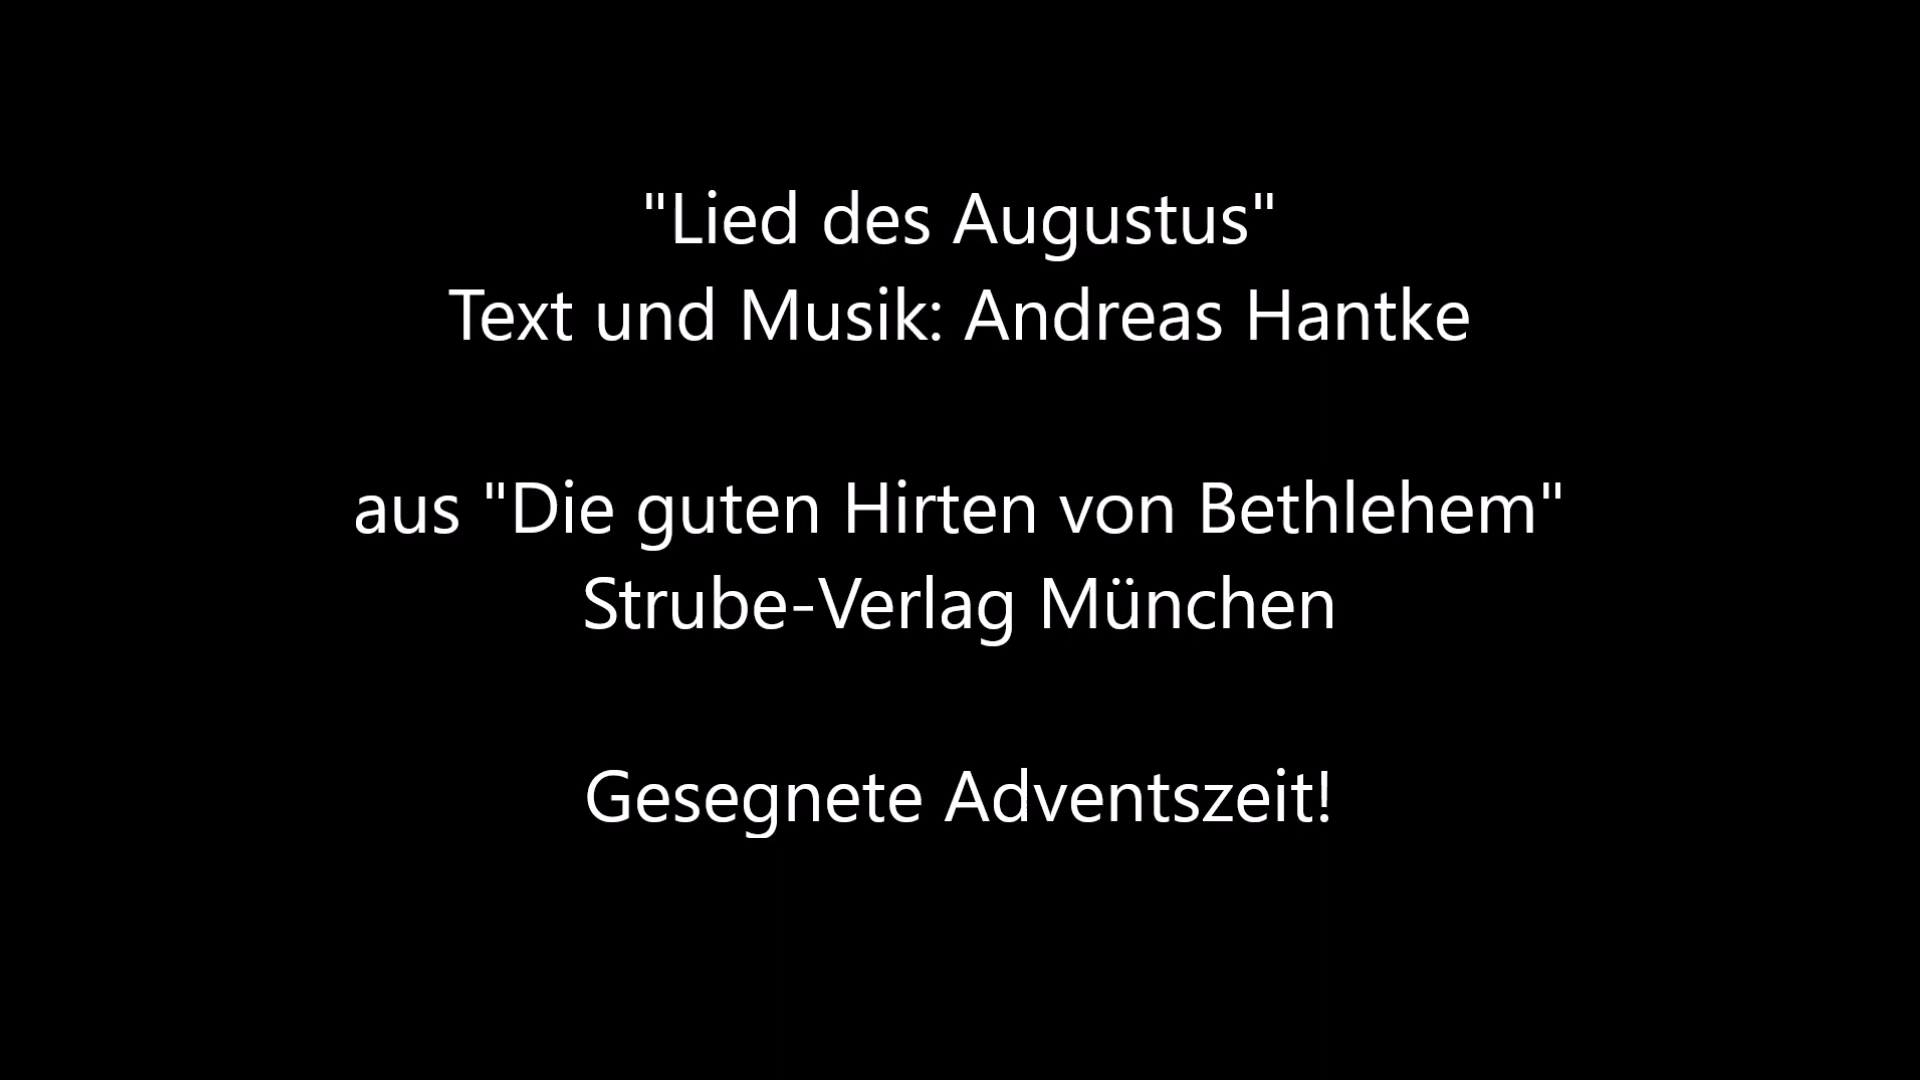 "Lied des Augustus"
Text und Musik: Andreas Hantke
aus "Die guten Hirten von Bethlehem"
Strube-Verlag München
Gesegnete Adventszeit!